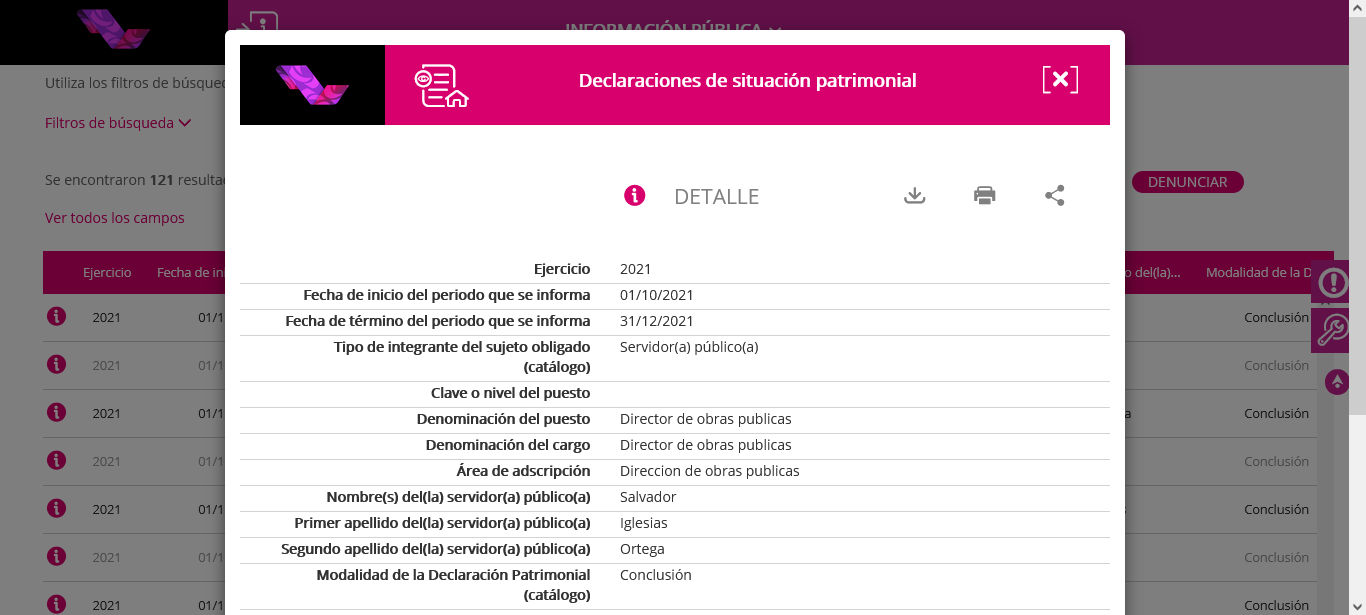 INFORMACIÓN PÚBLICA
Declaraciones de situación patrimonial
Utiliza los filtros de
Filtros de búsqueda
Se encontraron 121
DENUNCIAR
Ver todos los campos
DETALLE
Ejercicio Fecha de Modalidad de la
Ejercicio 2021
Fecha de inicio del periodo que se informa 01/10/2021
Fecha de término del periodo que se informa 31/12/2021
Tipo de integrante del sujeto obligado (catálogo) Servidor(a) público(a)
Clave o nivel del puesto
Denominación del puesto Director de obras publicas
Denominación del cargo Director de obras publicas
Área de adscripción Direccion de obras publicas
Nombre(s) del(la) servidor(a) público(a) Salvador
Primer apellido del(la) servidor(a) público(a) Iglesias
Segundo apellido del(la) servidor(a) público(a) Ortega
Modalidad de la Declaración Patrimonial (catálogo) Conclusión
2021 01/1 Conclusión
2021 01/1 Conclusión
2021 01/1 Conclusión
2021 01/1 Conclusión
2021 01/1 Conclusión
2021 01/1 Conclusión
2021 01/1 Conclusión